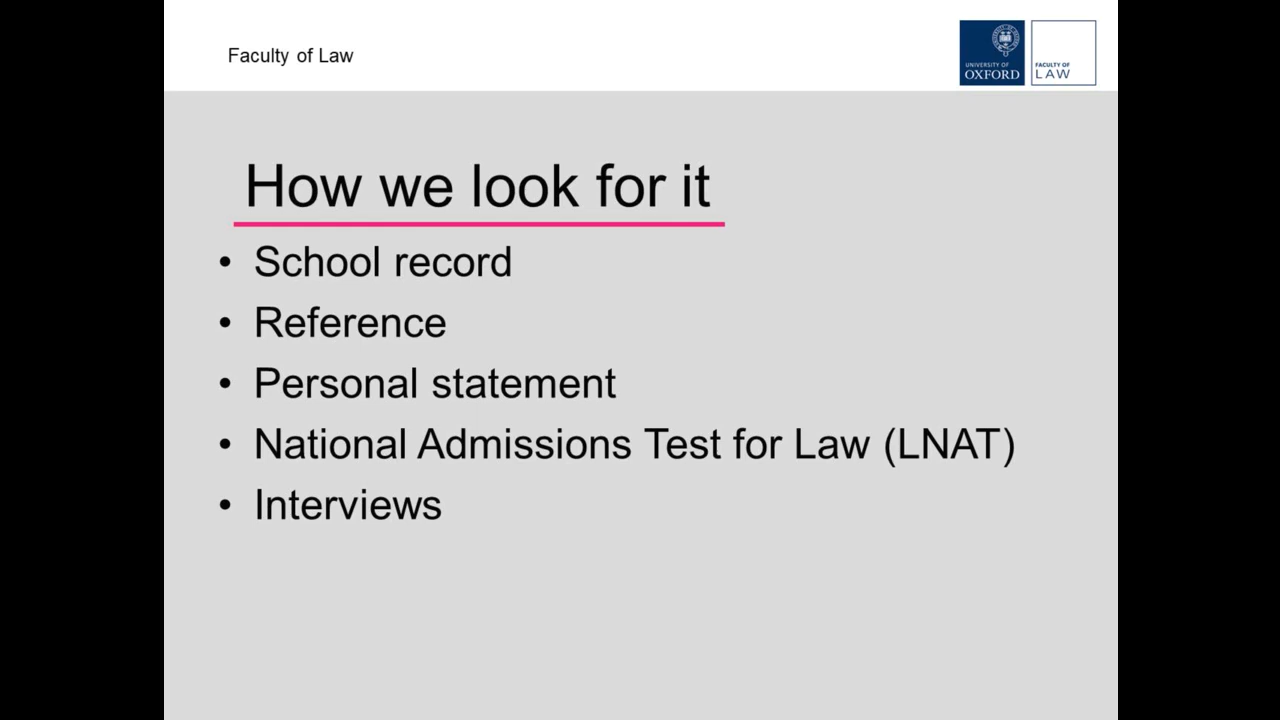 Faculty of Law
UNIVERSITY OF
OXFORD
FACULTY OF
LAW
How we look for it
• School record
• Reference
• Personal statement
• National Admissions Test for Law (LNAT)
• Interviews